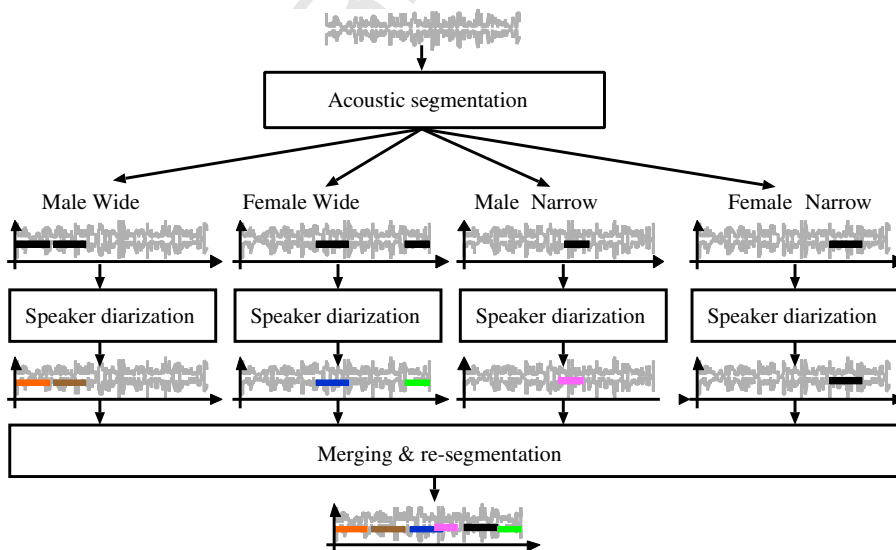 Acoustic segmentation
Male Wide Female Wide Male Narrow Female Narrow
Speaker diarization Speaker diarization Speaker diarization Speaker diarization
Merging & re-segmentation